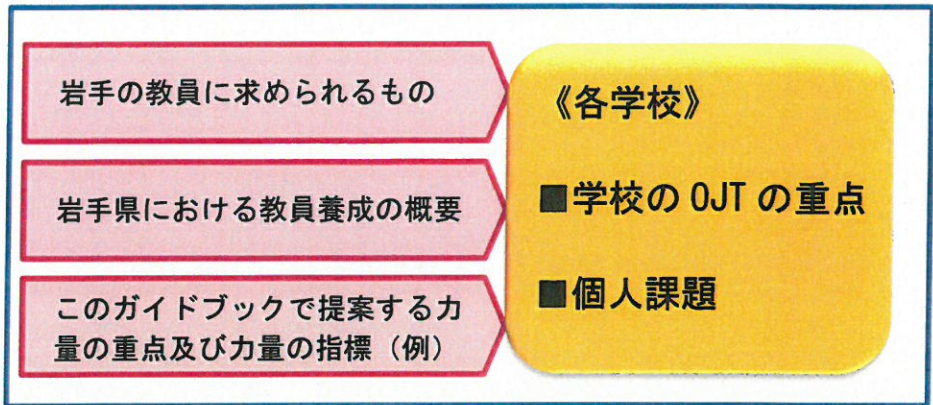 岩手の教員に求められるもの
岩手県における教員養成の概要
このガイドブックで提案する力
量の重点及び力量の指標（例）
《各学校》
■学校の OJT の重点
■個人課題